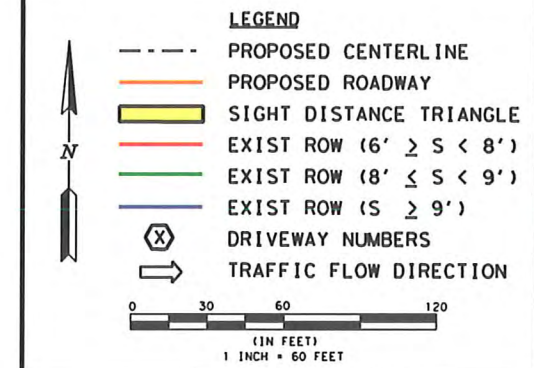 LEGEND
PROPOSED CENTERLINE
PROPOSED ROADWAY
SIGHT DISTANCE TRIANGLE
N
EXIST ROW (6' ≥ S < 8')
EXIST ROW (8' ≤ S < 9')
EXIST ROW (S ≥ 9')
X
DRIVEWAY NUMBERS
TRAFFIC FLOW DIRECTION
0 30 60 120
(IN FEET)
1 INCH = 60 FEET